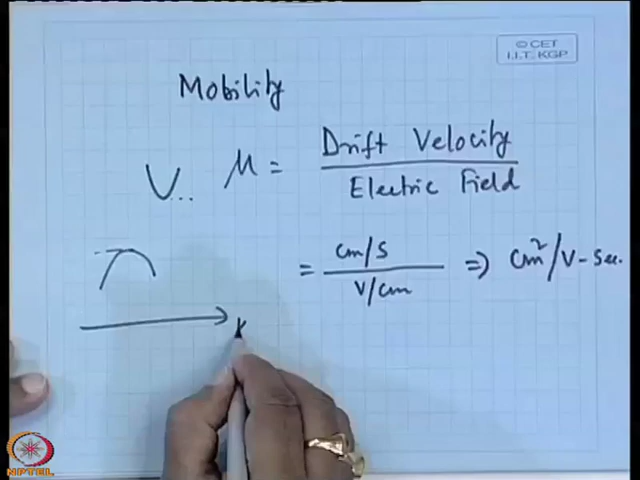 © CET
I.I.T. KGP
Mobility
μ = Drift Velocity
Electric Field
= cm/s
V/cm
⇒ cm²/V-sec.
K
NPTEL